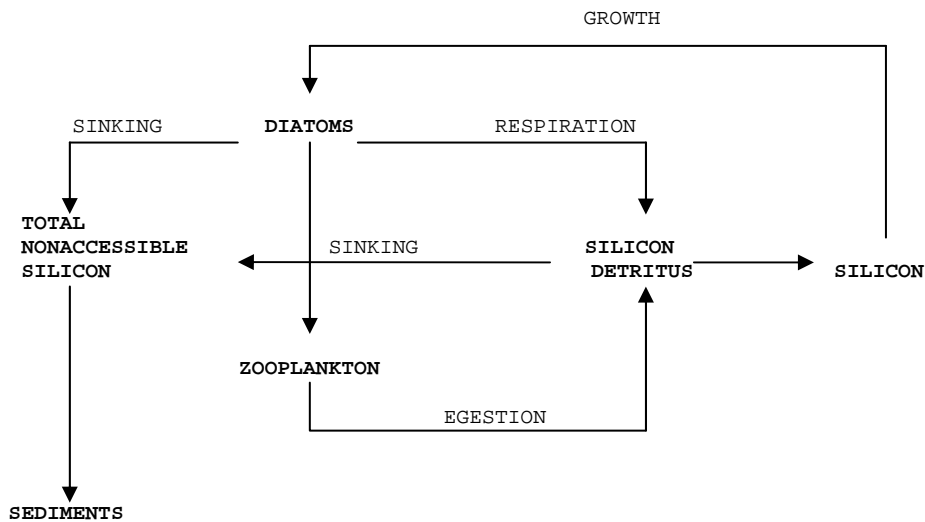 GROWTH
SINKING
DIATOMS
RESPIRATION
TOTAL
NONACCESSIBLE
SILICON
SINKING
SILICON
DETRITUS
SILICON
ZOOPLANKTON
EGESTION
SEDIMENTS